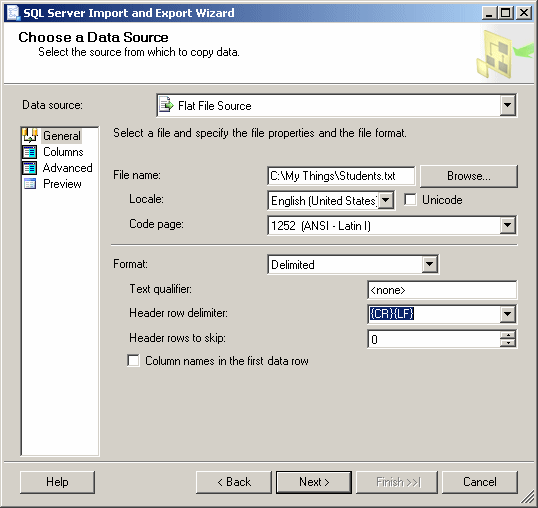 SQL Server Import and Export Wizard
Choose a Data Source
Select the source from which to copy data.
Data source:
Flat File Source
General
Columns
Advanced
Preview
Select a file and specify the file properties and the file format.
File name:
C:\My Things\Students.txt
Browse...
Locale:
English (United States)
Unicode
Code page:
1252 (ANSI - Latin I)
Format:
Delimited
Text qualifier:
<none>
Header row delimiter:
{CR}{LF}
Header rows to skip:
0
Column names in the first data row
Help
< Back
Next >
Finish >>|
Cancel